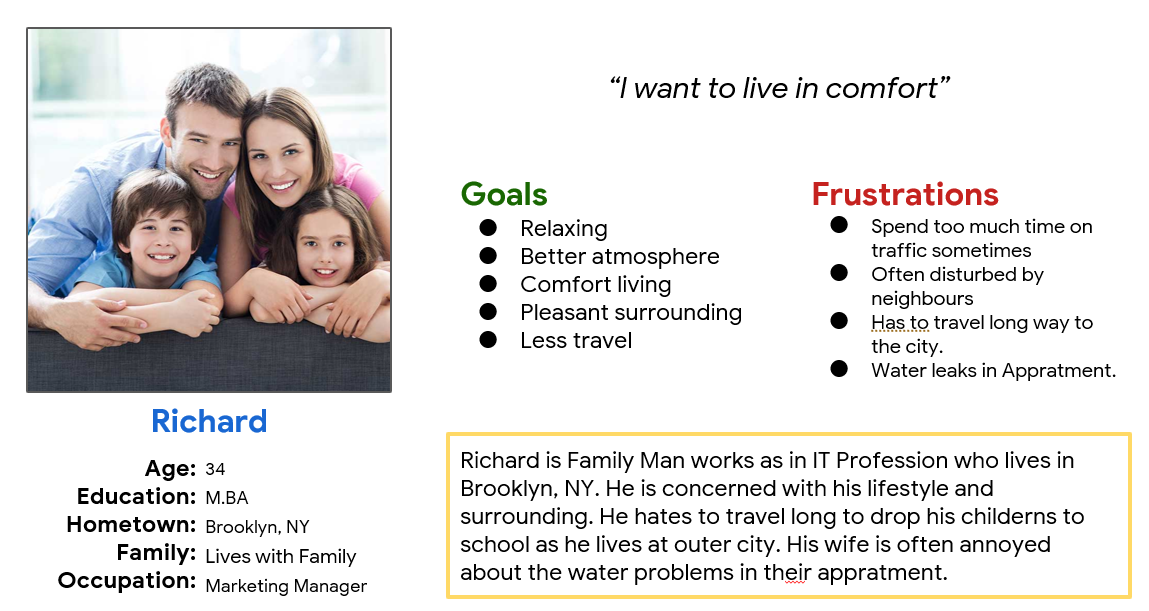 “I want to live in comfort”
Goals
Relaxing
Better atmosphere
Comfort living
Pleasant surrounding
Less travel
Frustrations
Spend too much time on
traffic sometimes
Often disturbed by
neighbours
Has to travel long way to
the city.
Water leaks in Appratment.
Richard
Age: 34
Education: M.BA
Hometown: Brooklyn, NY
Family: Lives with Family
Occupation: Marketing Manager
Richard is Family Man works as in IT Profession who lives in
Brooklyn, NY. He is concerned with his lifestyle and
surrounding. He hates to travel long to drop his childerns to
school as he lives at outer city. His wife is often annoyed
about the water problems in their appratment.